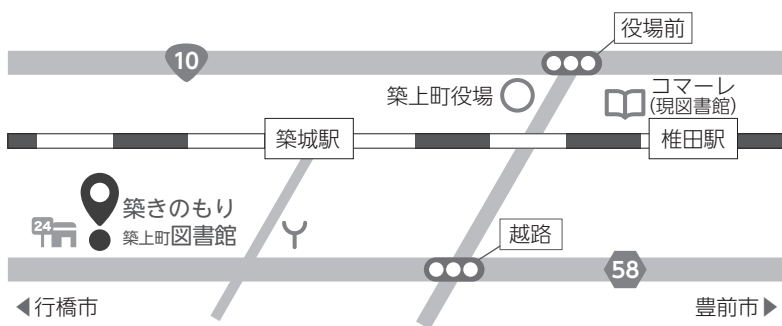 役場前
10
築上町役場
コマーレ
(現図書館)
築城駅
椎田駅
築きのもり
24
築上町図書館
越路
58
◀行橋市
豊前市▶